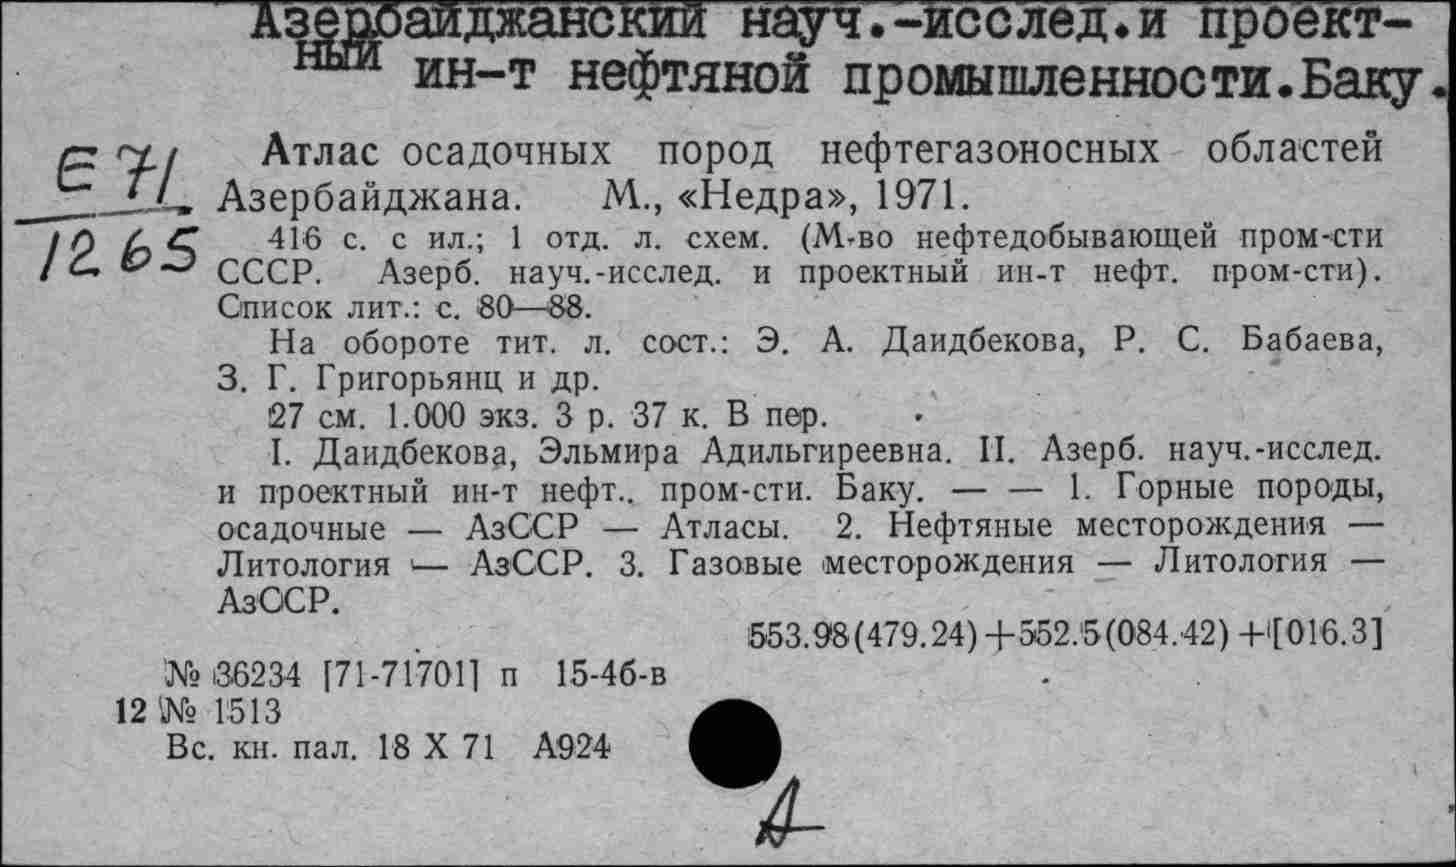 Азербайджанский науч.-исслед.и проект-
ный ин-т нефтяной промышленности.Баку.
Е 71
1265
Атлас осадочных пород нефтегазоносных областей
Азербайджана. М., «Недра», 1971.
416 с. с ил.; 1 отд. л. схем. (М-во нефтедобывающей пром-сти
СССР. Азерб. науч.-исслед. и проектный ин-т нефт. пром-сти).
Список лит.: с. 80—88.
На обороте тит. л. сост.: Э. А. Даидбекова, Р. С. Бабаева,
З. Г. Григорьянц и др.
27 см. 1.000 экз. 3 р. 37 к. В пер.
I. Даидбекова, Эльмира Адильгиреевна. II. Азерб. науч.-исслед.
и проектный ин-т нефт.. пром-сти. Баку. — — 1. Горные породы,
осадочные — АзССР — Атласы. 2. Нефтяные месторождения —
Литология — АзССР. 3. Газовые месторождения — Литология —
АзССР.
553.98(479.24)+552.5(084.42)+[016.3]
№ 36234 [71-71701] п 15-4б-в
12 № 1513
Вс. кн. пал. 18 X 71 А924
А